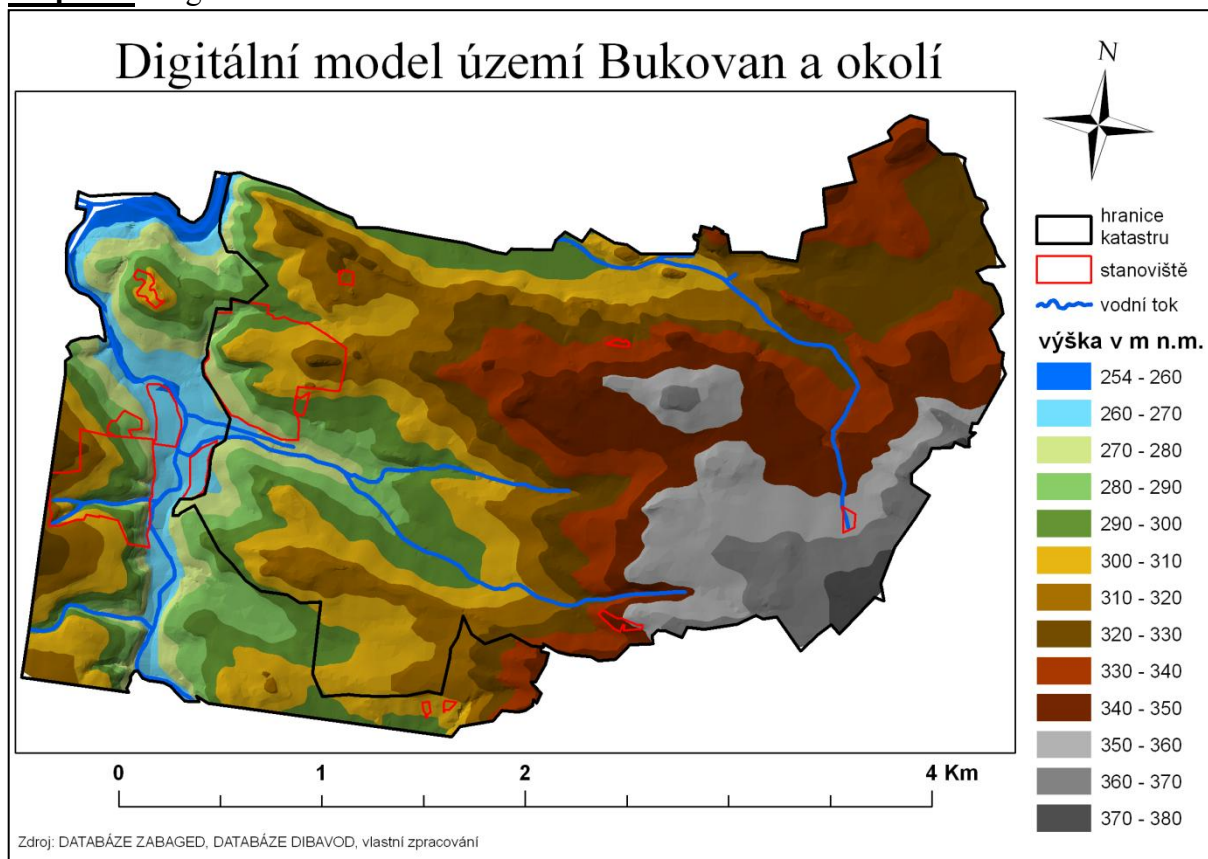 Digitální model území Bukovan a okolí
N
hranice
katastru
stanoviště
vodní tok
výška v m n.m.
254 - 260
260 - 270
270 - 280
280 - 290
290 - 300
300 - 310
310 - 320
320 - 330
330 - 340
340 - 350
350 - 360
360 - 370
370 - 380
0 1 2 4 Km
Zdroj: DATABÁZE ZABAGED, DATABÁZE DIBAVOD, vlastní zpracování